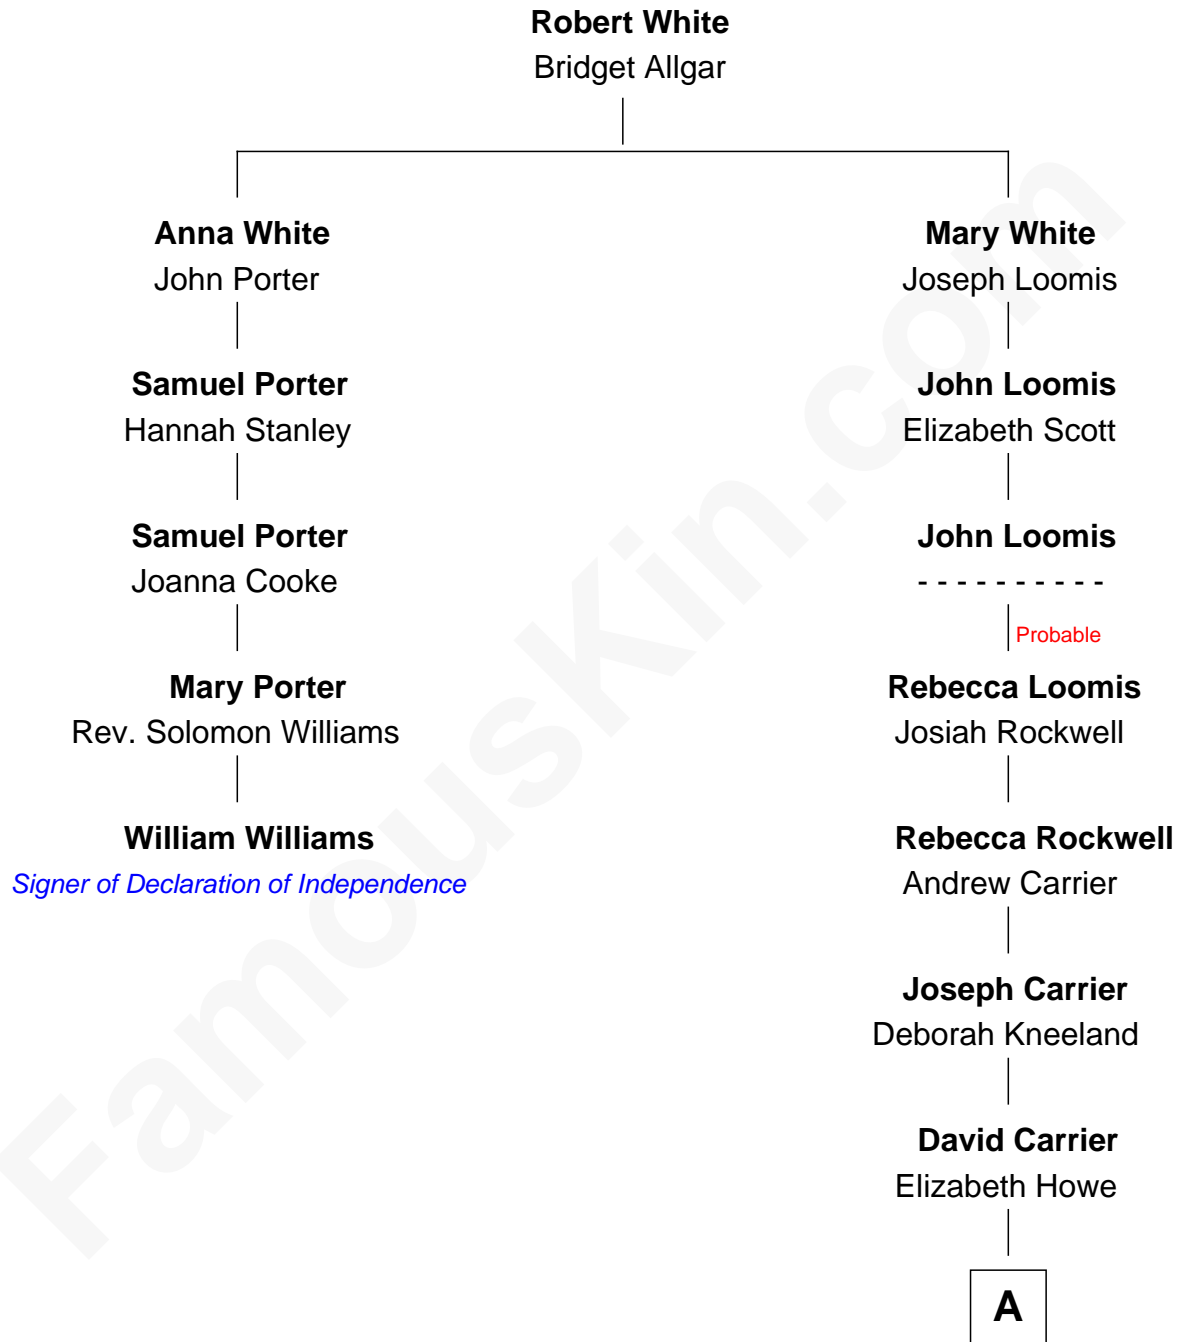 Robert White
Bridget Allgar
Anna White
John Porter
Samuel Porter
Hannah Stanley
Samuel Porter
Joanna Cooke
Mary Porter
Rev. Solomon Williams
William Williams
Signer of Declaration of Independence
Mary White
Joseph Loomis
John Loomis
Elizabeth Scott
John Loomis
- - - - - - - - - -
Probable
Rebecca Loomis
Josiah Rockwell
Rebecca Rockwell
Andrew Carrier
Joseph Carrier
Deborah Kneeland
David Carrier
Elizabeth Howe
A
FamousKin.com